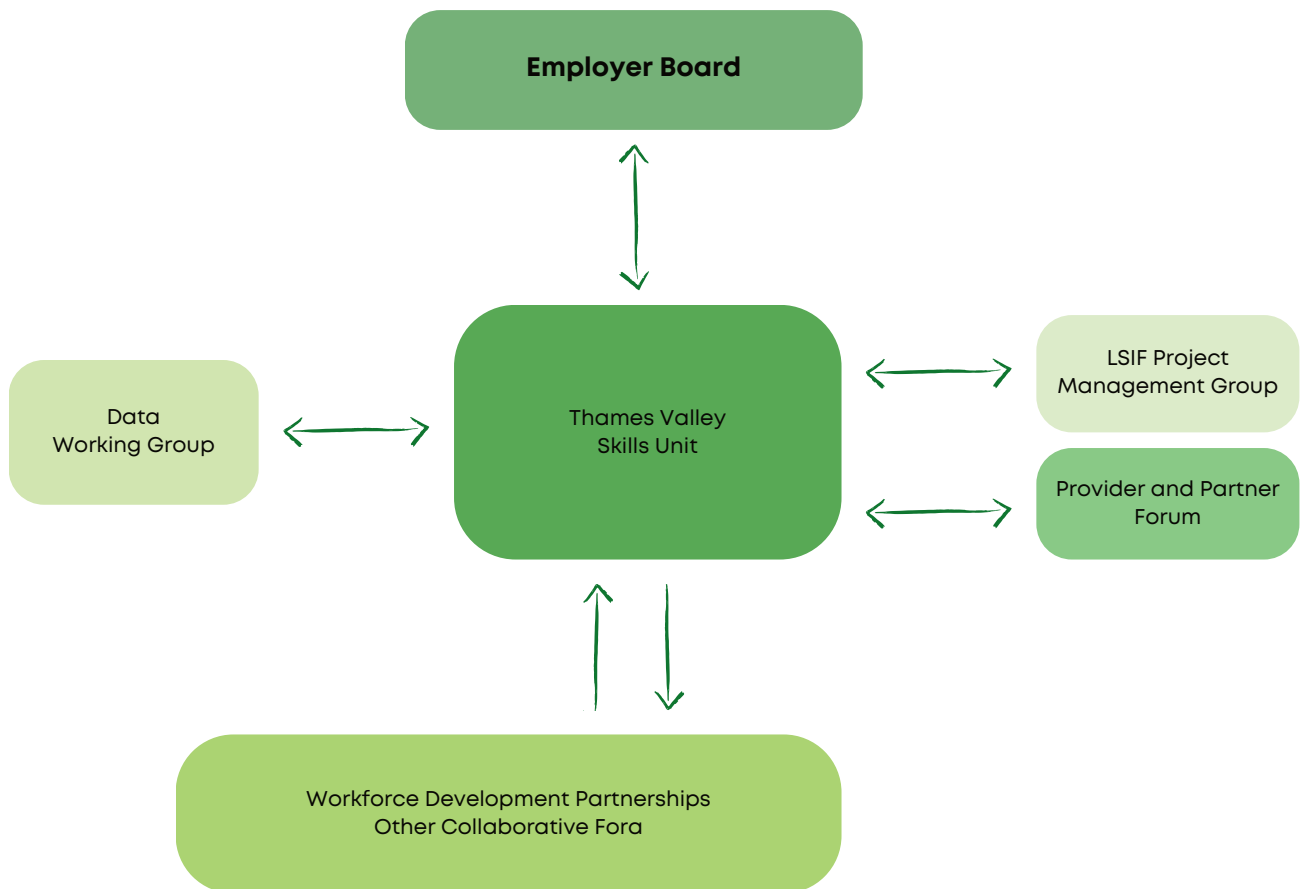 Employer Board
Data
Working Group
Thames Valley
Skills Unit
LSIF Project
Management Group
Provider and Partner
Forum
Workforce Development Partnerships
Other Collaborative Fora